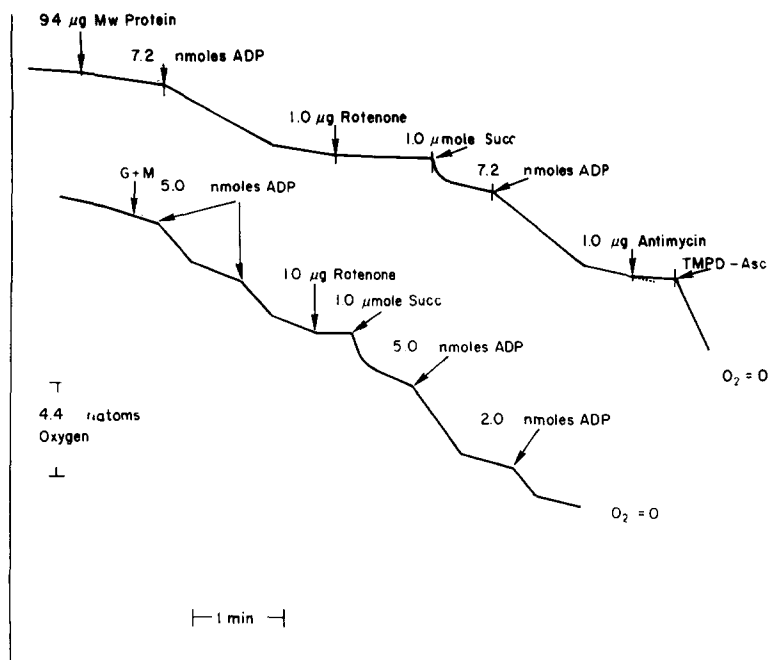 94 µg Mw Protein
7.2 nmoles ADP
1.0 µg Rotenone
1.0 µmole Succ
7.2 nmoles ADP
1.0 µg Antimycin
TMPD-Asc
O₂ = 0
G+M
5.0 nmoles ADP
1.0 µg Rotenone
1.0 µmole Succ
5.0 nmoles ADP
2.0 nmoles ADP
O₂ = 0
4.4
Oxygen
1 min